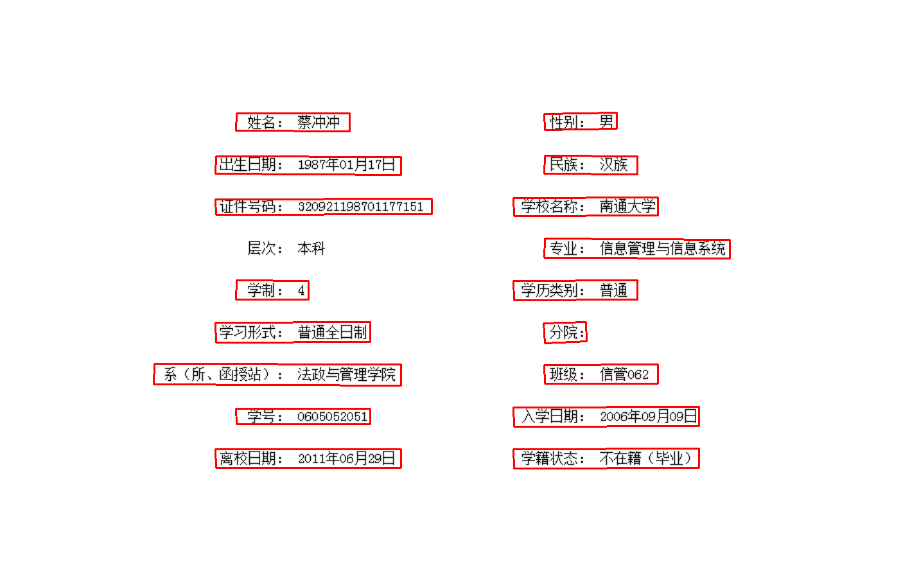 姓名： 蔡冲冲 性别： 男
出生日期： 1987年01月17日 民族： 汉族
证件号码： 320921198701177151 学校名称： 南通大学
层次： 本科 专业： 信息管理与信息系统
学制： 4 学历类别： 普通
学习形式： 普通全日制 分院：
系（所、函授站）： 法政与管理学院 班级： 信管062
学号： 0605052051 入学日期： 2006年09月09日
离校日期： 2011年06月29日 学籍状态： 不在籍（毕业）